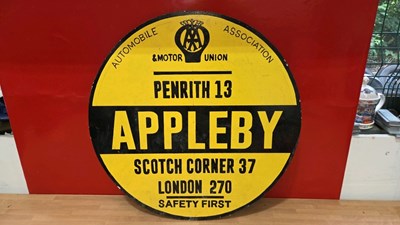 AUTOMOBILE ASSOCIATION
AA
& MOTOR UNION
PENRITH 13
APPLEBY
SCOTCH CORNER 37
LONDON 270
SAFETY FIRST